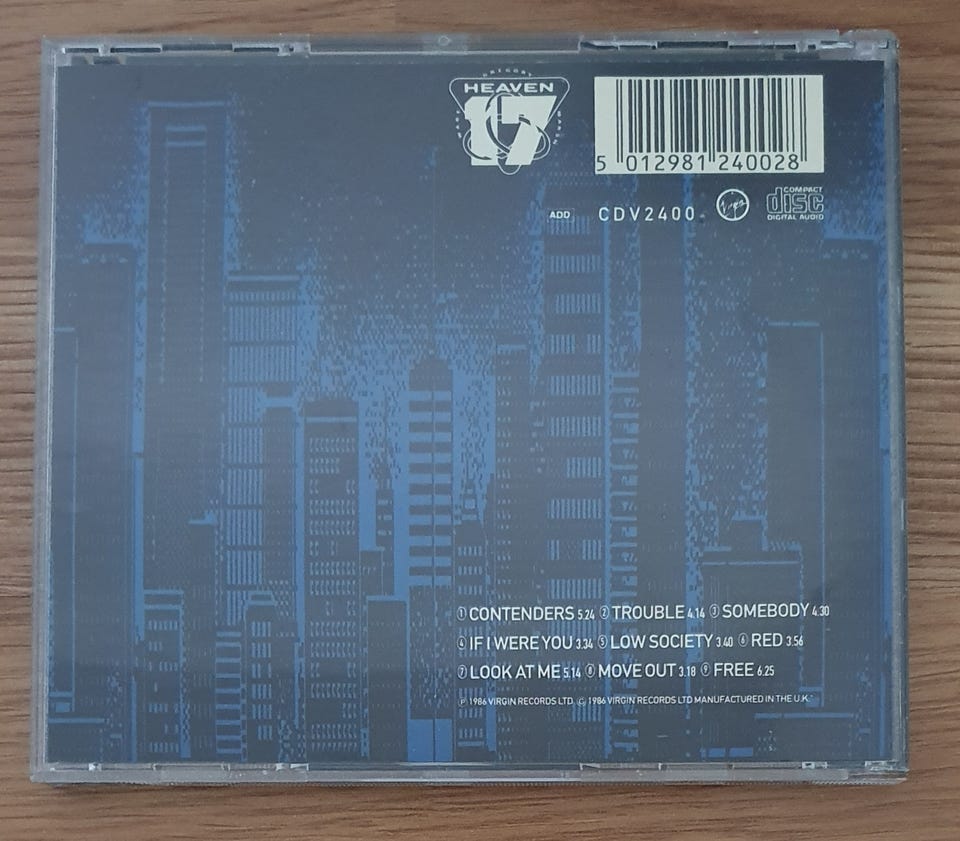 GREGORY
HEAVEN
17
5 012981 240028
ADD CDV2400 Virgin COMPACT
disc
DIGITAL AUDIO
1 CONTENDERS 5.24 2 TROUBLE 4.14 3 SOMEBODY 4.30
4 IF I WERE YOU 3.34 5 LOW SOCIETY 3.40 6 RED 3.56
7 LOOK AT ME 5.14 8 MOVE OUT 3.18 9 FREE 6.25
℗ 1986 VIRGIN RECORDS LTD. © 1986 VIRGIN RECORDS LTD MANUFACTURED IN THE U.K.